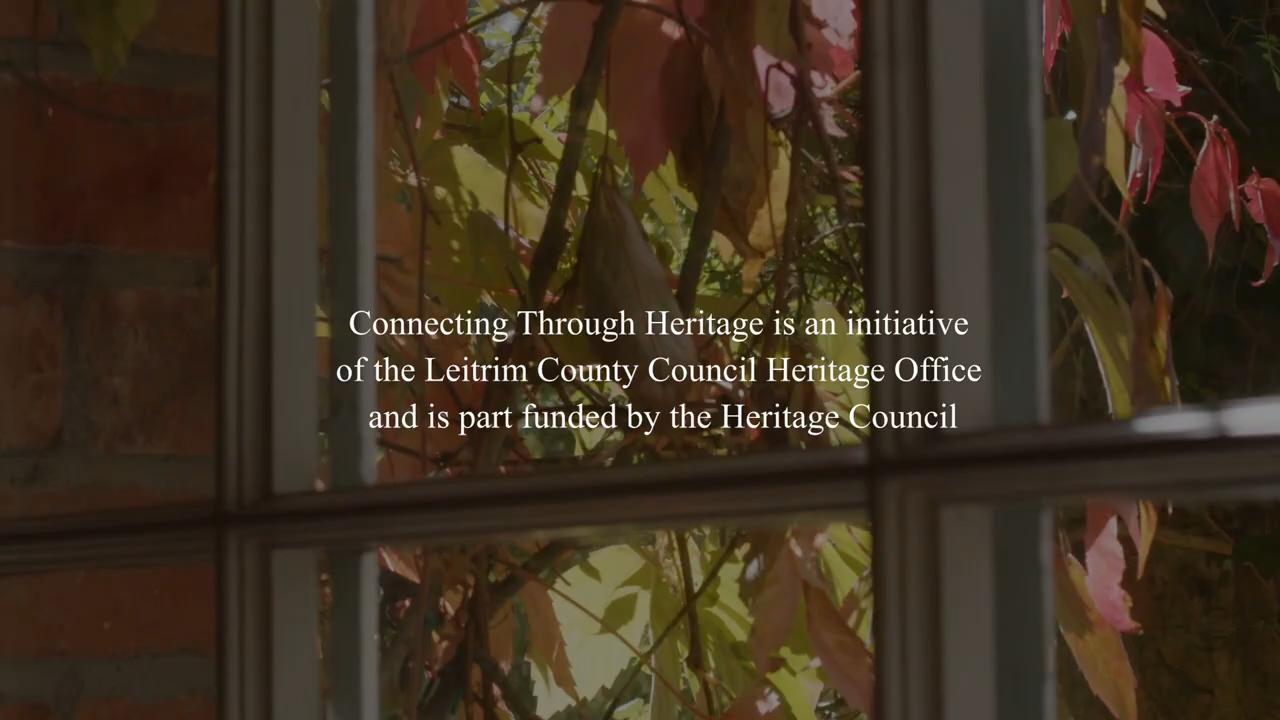 Connecting Through Heritage is an initiative
of the Leitrim County Council Heritage Office
and is part funded by the Heritage Council